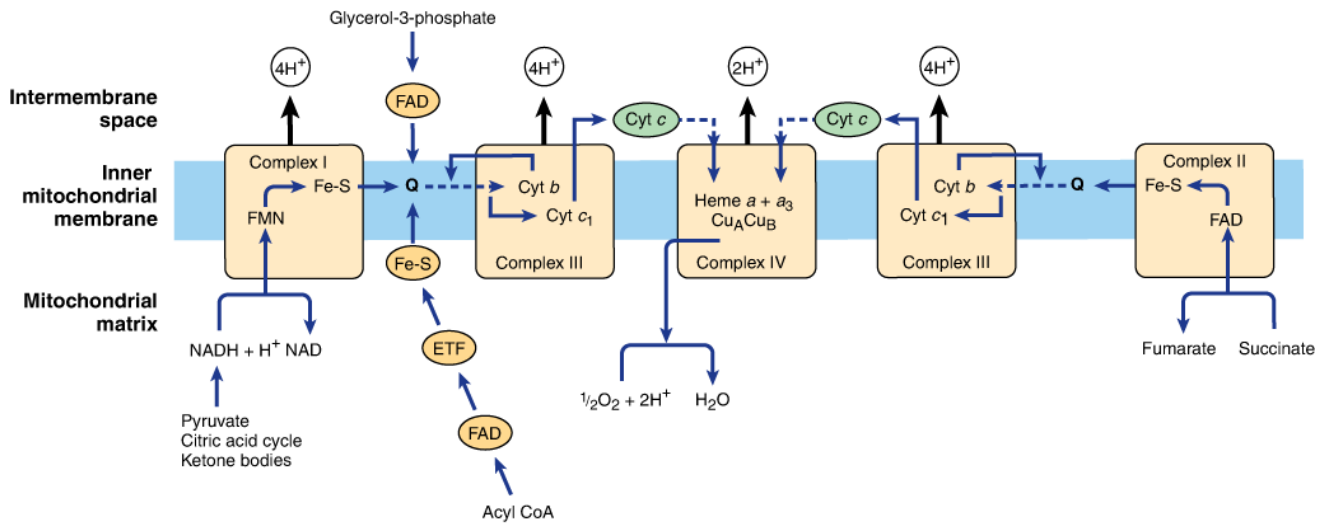 Glycerol-3-phosphate
4H+
4H+
2H+
4H+
Intermembrane
space
FAD
Cyt c
Cyt c
Inner
mitochondrial
membrane
Complex I
Fe-S
FMN
Q
Cyt b
Cyt c1
Complex III
Heme a + a3
CuACuB
Complex IV
Cyt b
Cyt c1
Complex III
Q
Complex II
Fe-S
FAD
Fe-S
Mitochondrial
matrix
NADH + H+ NAD
ETF
Fumarate
Succinate
1/2O2 + 2H+
H2O
Pyruvate
Citric acid cycle
Ketone bodies
FAD
Acyl CoA